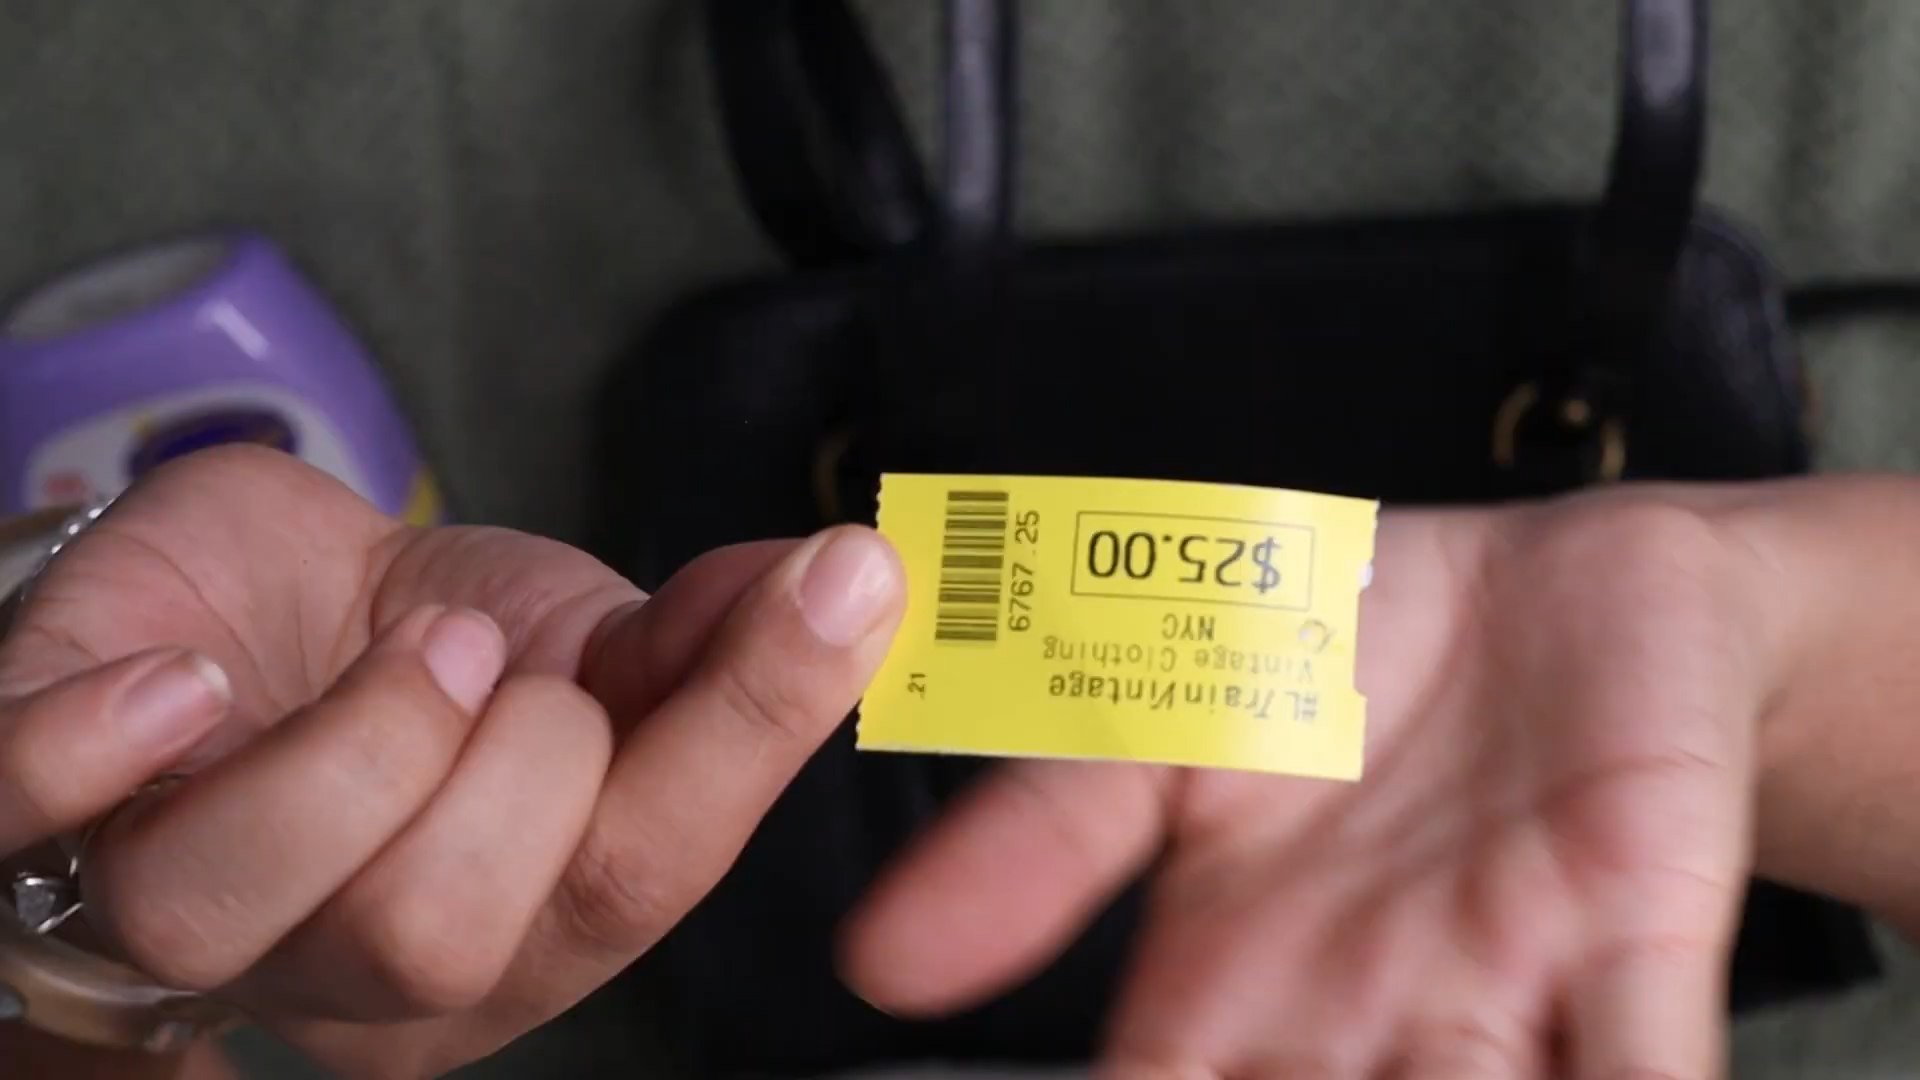 #LTrainVintage
Vintage Clothing
NYC
$25.00
6767 .25
.21